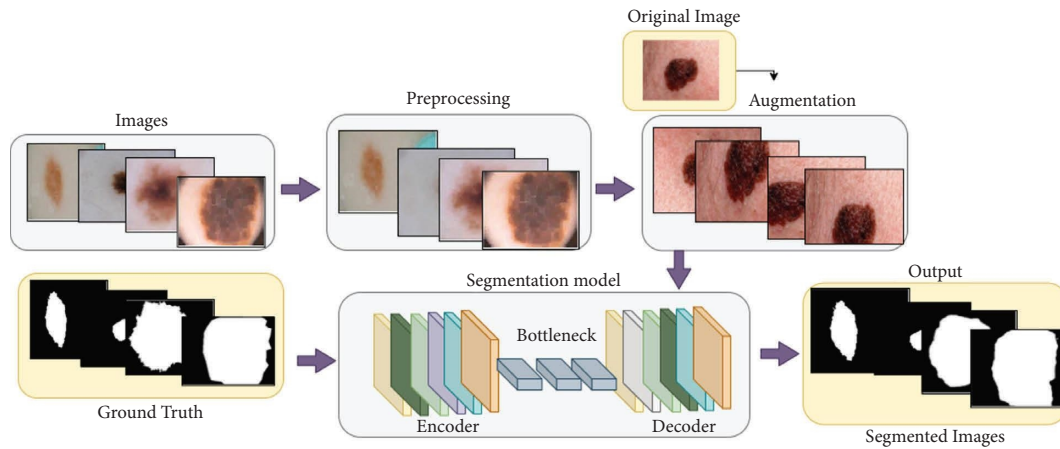 Original Image
Images
Preprocessing
Augmentation
Segmentation model
Output
Bottleneck
Ground Truth
Encoder
Decoder
Segmented Images